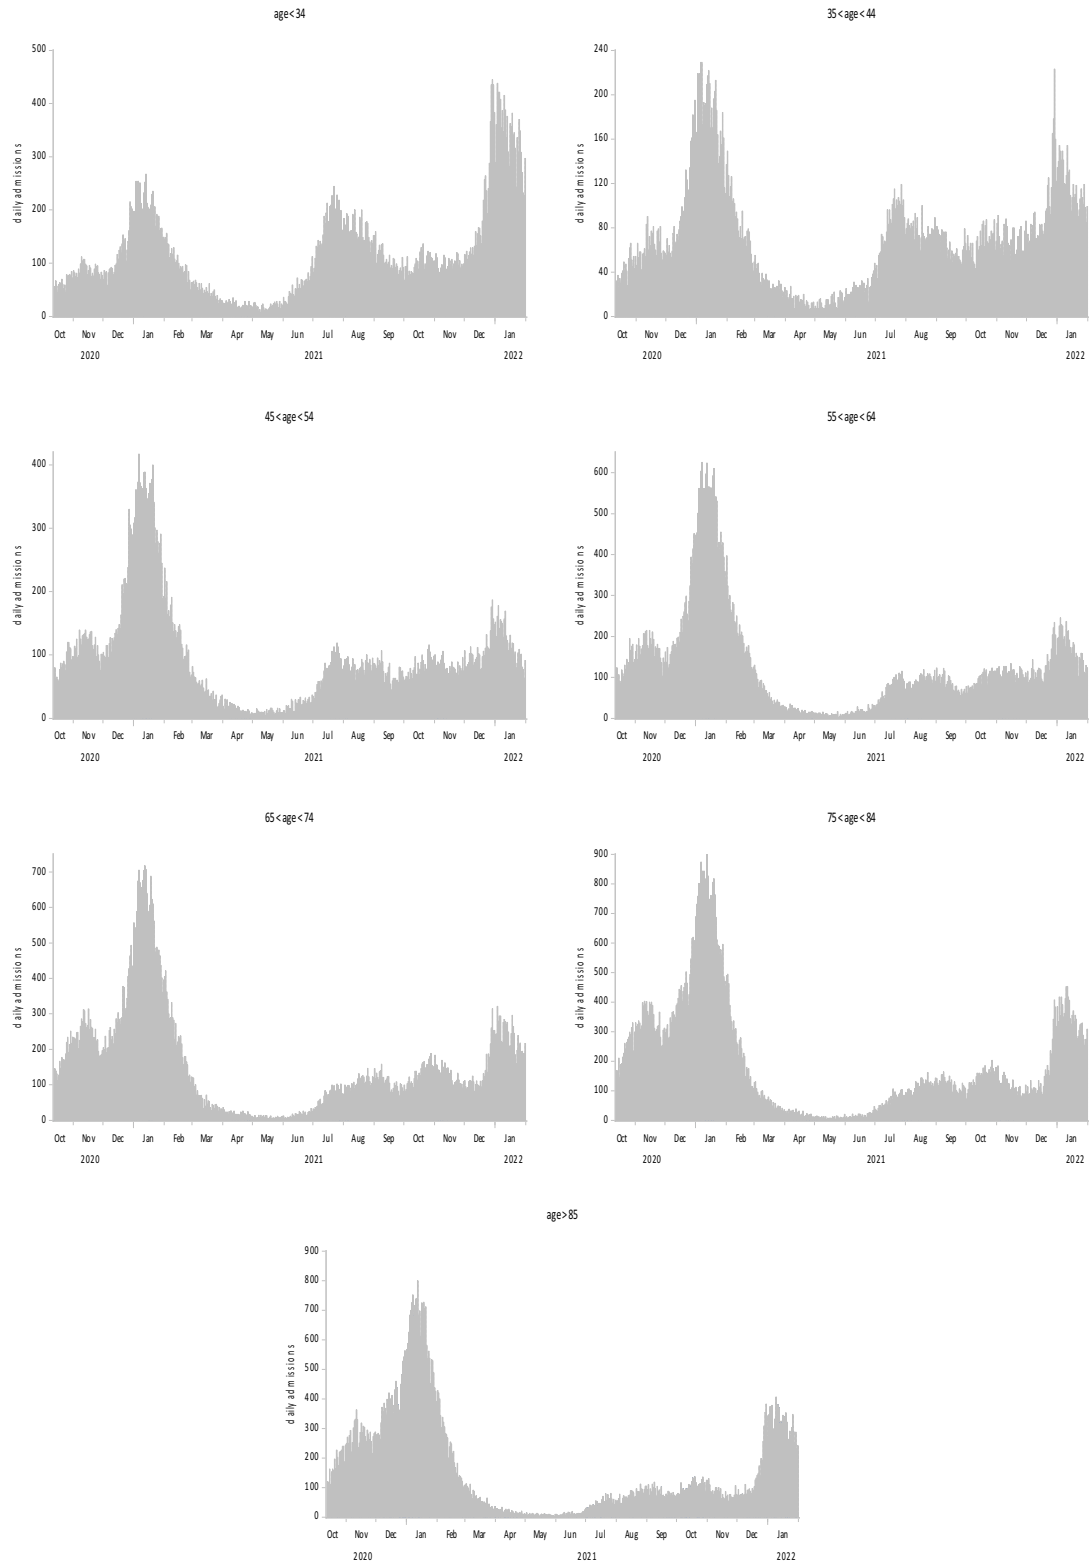 age<34
500
400
300
200
100
0
daily admissions
Oct Nov Dec Jan Feb Mar Apr May Jun Jul Aug Sep Oct Nov Dec Jan
2020 2021 2022
35<age<44
240
200
160
120
80
40
0
daily admissions
Oct Nov Dec Jan Feb Mar Apr May Jun Jul Aug Sep Oct Nov Dec Jan
2020 2021 2022
45<age<54
400
300
200
100
0
daily admissions
Oct Nov Dec Jan Feb Mar Apr May Jun Jul Aug Sep Oct Nov Dec Jan
2020 2021 2022
55<age<64
600
500
400
300
200
100
0
daily admissions
Oct Nov Dec Jan Feb Mar Apr May Jun Jul Aug Sep Oct Nov Dec Jan
2020 2021 2022
65<age<74
700
600
500
400
300
200
100
0
daily admissions
Oct Nov Dec Jan Feb Mar Apr May Jun Jul Aug Sep Oct Nov Dec Jan
2020 2021 2022
75<age<84
900
800
700
600
500
400
300
200
100
0
daily admissions
Oct Nov Dec Jan Feb Mar Apr May Jun Jul Aug Sep Oct Nov Dec Jan
2020 2021 2022
age>85
900
800
700
600
500
400
300
200
100
0
daily admissions
Oct Nov Dec Jan Feb Mar Apr May Jun Jul Aug Sep Oct Nov Dec Jan
2020 2021 2022